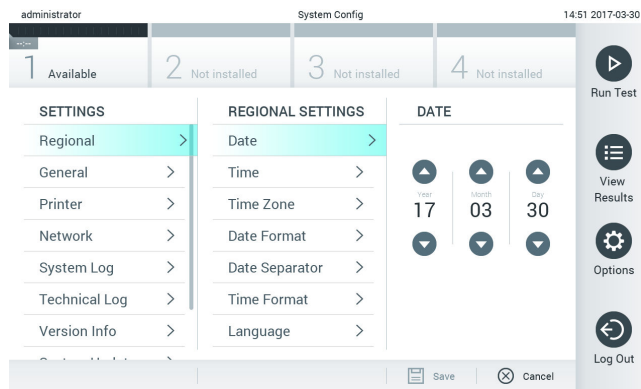 administrator System Config 14:51 2017-03-30
--:--
1 Available 2 Not installed 3 Not installed 4 Not installed
Run Test
SETTINGS REGIONAL SETTINGS DATE
Regional > Date >
General > Time >
Printer > Time Zone >
Year Month Day
17 03 30
View
Results
Network > Date Format >
System Log > Date Separator >
Options
Technical Log > Time Format >
Version Info > Language >
Log Out
Save Cancel